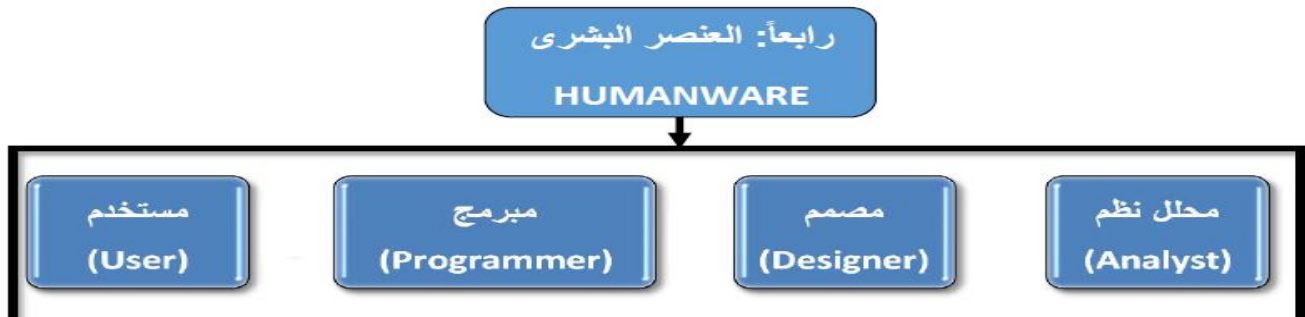 رابعاً: العنصر البشرى
HUMANWARE
محلل نظم
(Analyst)
مصمم
(Designer)
مبرمج
(Programmer)
مستخدم
(User)